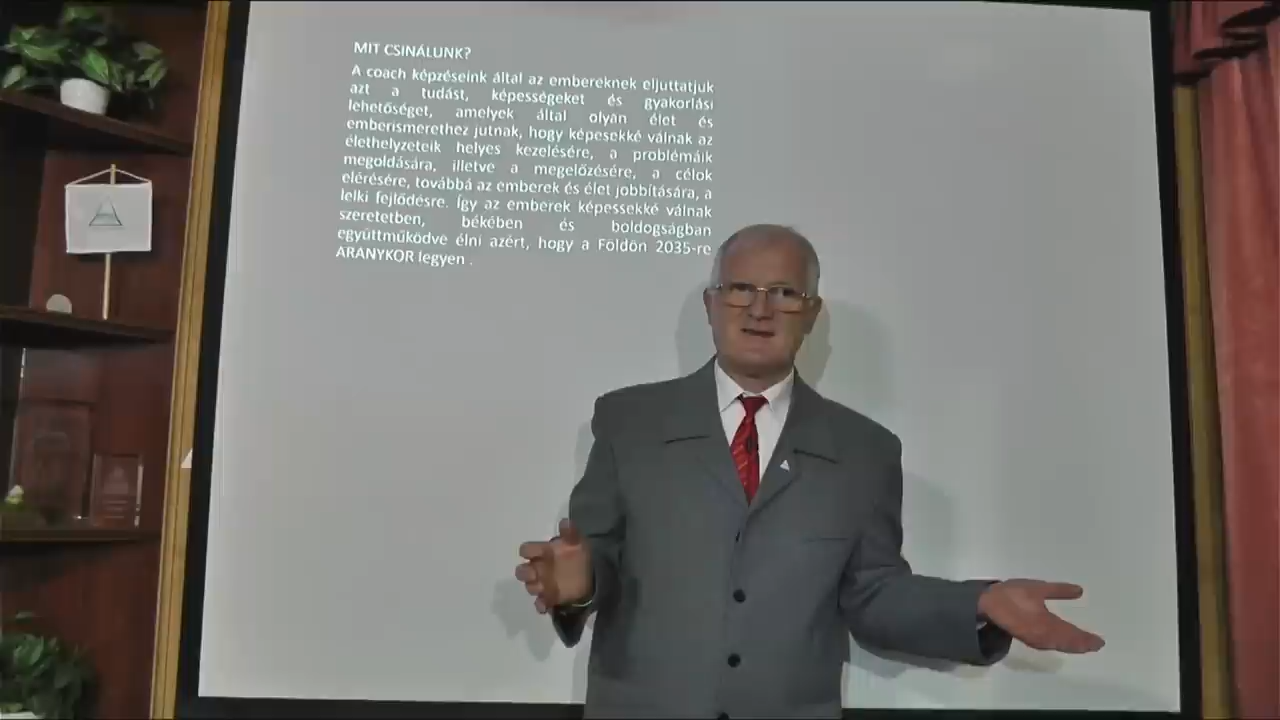 MIT CSINÁLUNK?
A coach képzéseink által az embereknek eljuttatjuk
azt a tudást, képességeket és gyakorlási
lehetőséget, amelyek által olyan élet és
emberismerethez jutnak, hogy képesekké válnak az
élethelyzeteik helyes kezelésére, a problémáik
megoldására, illetve a megelőzésére, a célok
elérésére, továbbá az emberek és élet jobbítására, a
lelki fejlődésre. Így az emberek képessekké válnak
szeretetben, békében és boldogságban
együttműködve élni azért, hogy a Földön 2035-re
ARANYKOR legyen .